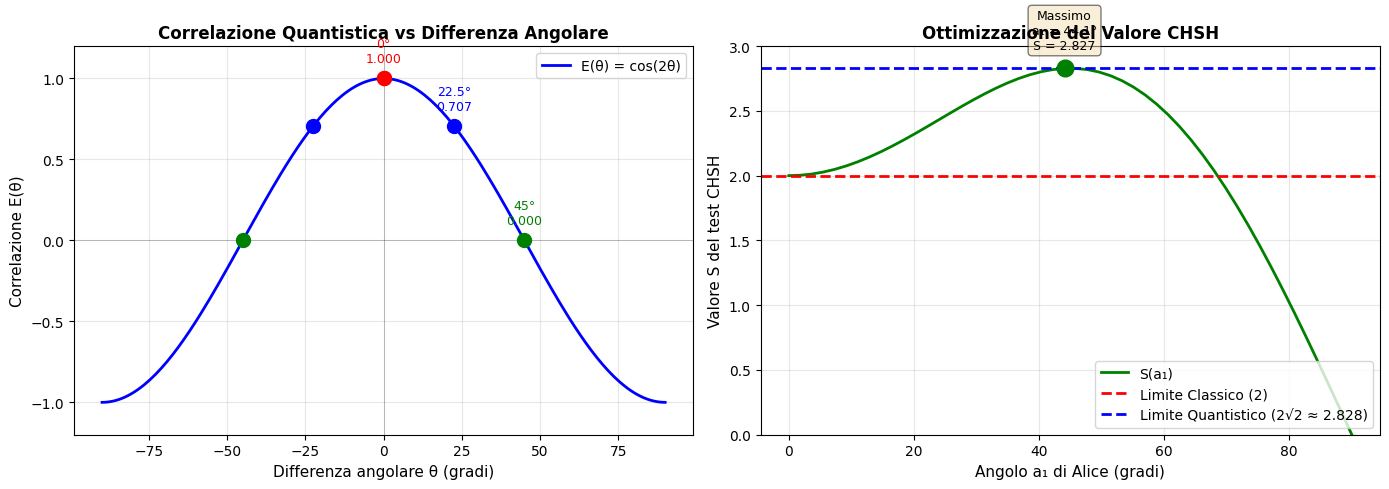 Correlazione Quantistica vs Differenza Angolare
0°
1.000
E(θ) = cos(2θ)
22.5°
0.707
45°
0.000
1.0
0.5
0.0
−0.5
−1.0
Correlazione E(θ)
−75
−50
−25
0
25
50
75
Differenza angolare θ (gradi)
Massimo
S = 2.827
Ottimizzazione del Valore CHSH
3.0
2.5
2.0
1.5
1.0
0.5
0.0
Valore S del test CHSH
S(a₁)
Limite Classico (2)
Limite Quantistico (2√2 ≈ 2.828)
0
20
40
60
80
Angolo a₁ di Alice (gradi)